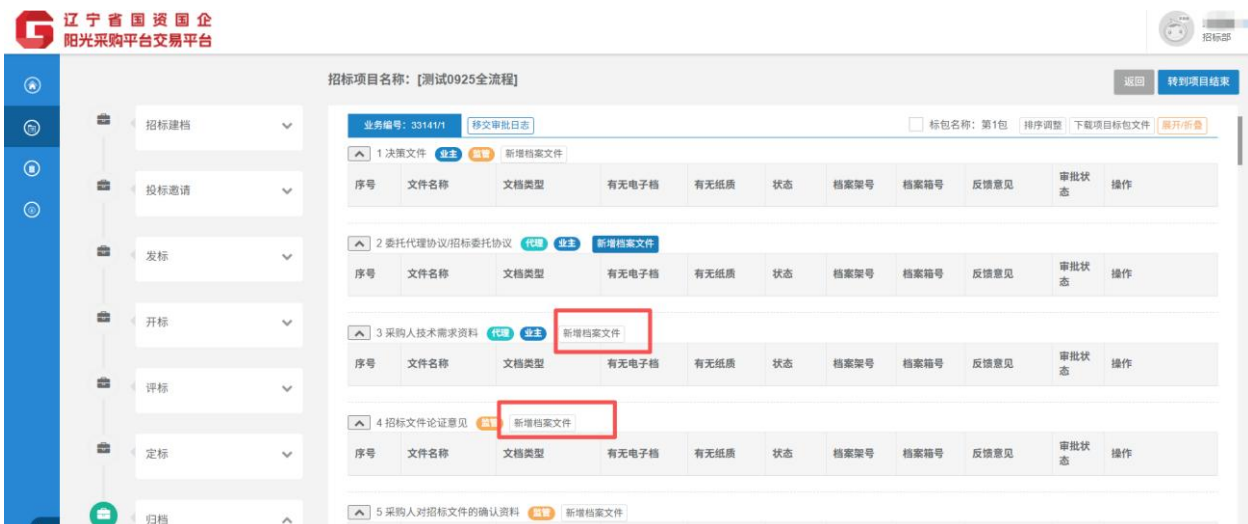 辽宁省国资国企
阳光采购平台交易平台
招标部
招标项目名称：[测试0925全流程]
返回 转到项目结束
招标建档
投标邀请
发标
开标
评标
定标
归档
业务编号：33141/1 移交审批日志 标包名称：第1包 排序调整 下载项目标包文件 展开/折叠
1 决策文件 业主 监管 新增档案文件
序号 文件名称 文档类型 有无电子档 有无纸质 状态 档案架号 档案箱号 反馈意见 审批状态 操作
2 委托代理协议/招标委托协议 代理 业主 新增档案文件
序号 文件名称 文档类型 有无电子档 有无纸质 状态 档案架号 档案箱号 反馈意见 审批状态 操作
3 采购人技术需求资料 代理 业主 新增档案文件
序号 文件名称 文档类型 有无电子档 有无纸质 状态 档案架号 档案箱号 反馈意见 审批状态 操作
4 招标文件论证意见 监管 新增档案文件
序号 文件名称 文档类型 有无电子档 有无纸质 状态 档案架号 档案箱号 反馈意见 审批状态 操作
5 采购人对招标文件的确认资料 监管 新增档案文件